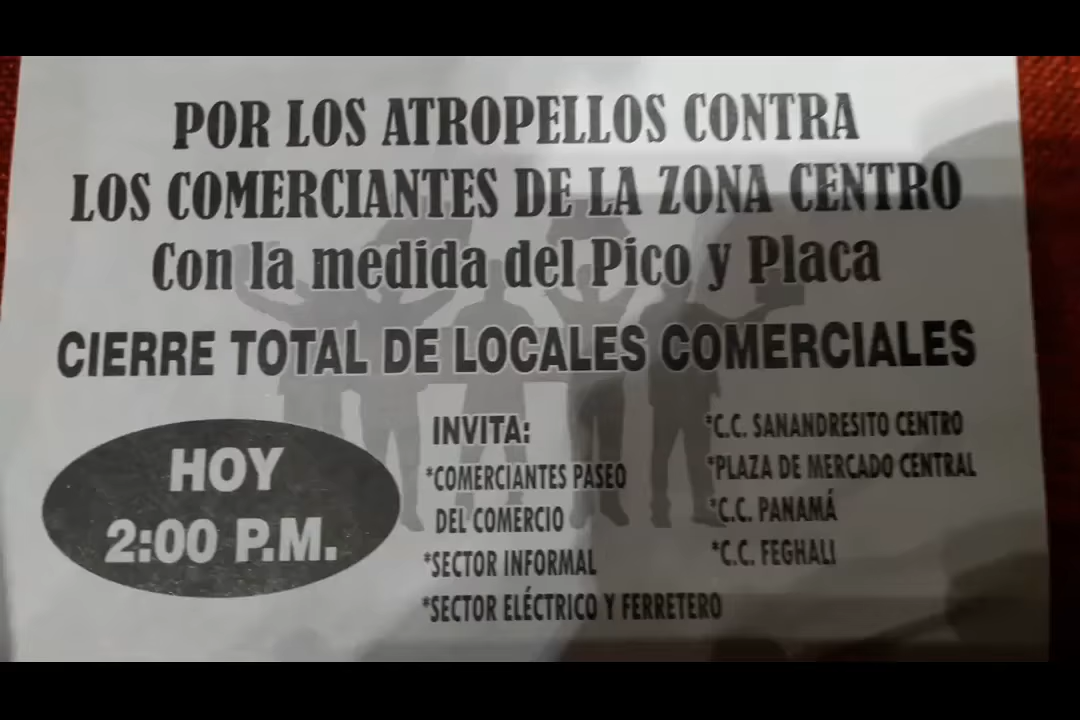 POR LOS ATROPELLOS CONTRA
LOS COMERCIANTES DE LA ZONA CENTRO
Con la medida del Pico y Placa
CIERRE TOTAL DE LOCALES COMERCIALES
HOY
2:00 P.M.
INVITA:
*COMERCIANTES PASEO
DEL COMERCIO
*SECTOR INFORMAL
*SECTOR ELÉCTRICO Y FERRETERO
*C.C. SANANDRESITO CENTRO
*PLAZA DE MERCADO CENTRAL
*C.C. PANAMÁ
*C.C. FEGHALI